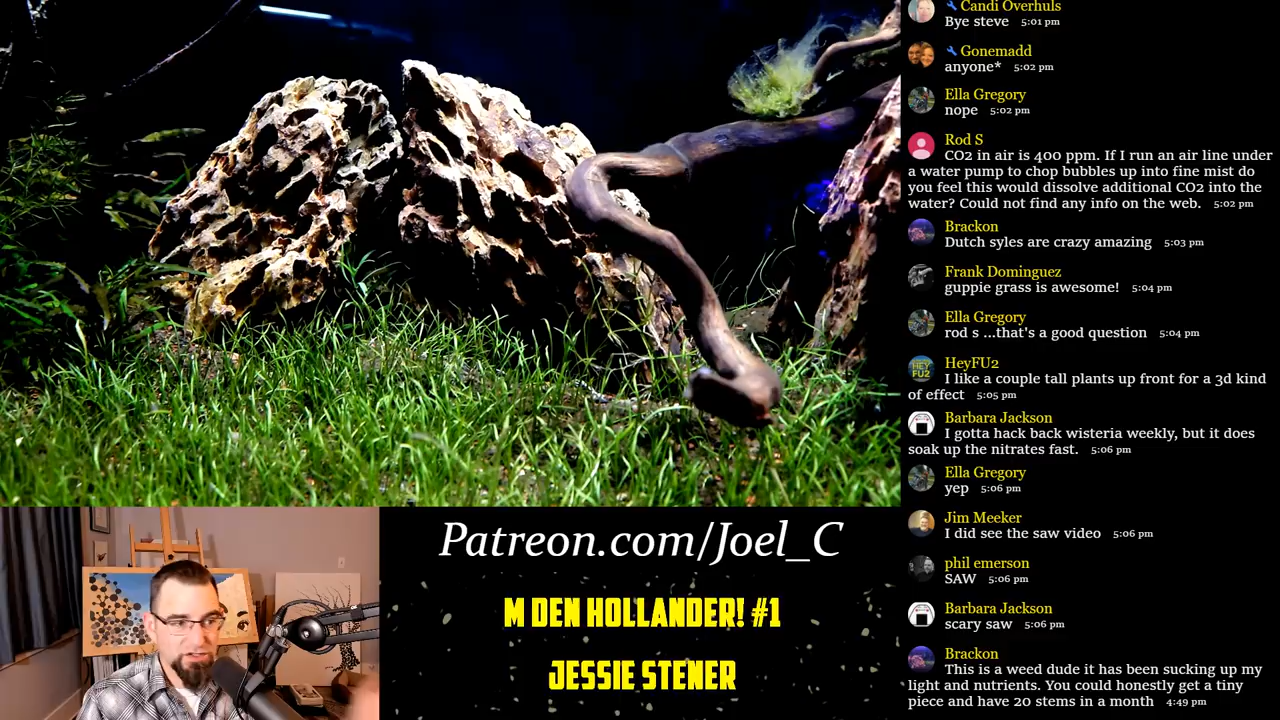 Candi Overhuls
Bye steve 5:01 pm
Gonemadd
anyone* 5:02 pm
Ella Gregory
nope 5:02 pm
Rod S
CO2 in air is 400 ppm. If I run an air line under
a water pump to chop bubbles up into fine mist do
you feel this would dissolve additional CO2 into the
water? Could not find any info on the web. 5:02 pm
Brackon
Dutch syles are crazy amazing 5:03 pm
Frank Dominguez
guppie grass is awesome! 5:04 pm
Ella Gregory
rod s ...that's a good question 5:04 pm
HEY
FU2
HeyFU2
I like a couple tall plants up front for a 3d kind
of effect 5:05 pm
Barbara Jackson
I gotta hack back wisteria weekly, but it does
soak up the nitrates fast. 5:06 pm
Ella Gregory
yep 5:06 pm
Jim Meeker
I did see the saw video 5:06 pm
phil emerson
SAW 5:06 pm
Barbara Jackson
scary saw 5:06 pm
Brackon
This is a weed dude it has been sucking up my
light and nutrients. You could honestly get a tiny
piece and have 20 stems in a month 4:49 pm
Patreon.com/Joel_C
M DEN HOLLANDER! #1
JESSIE STENER